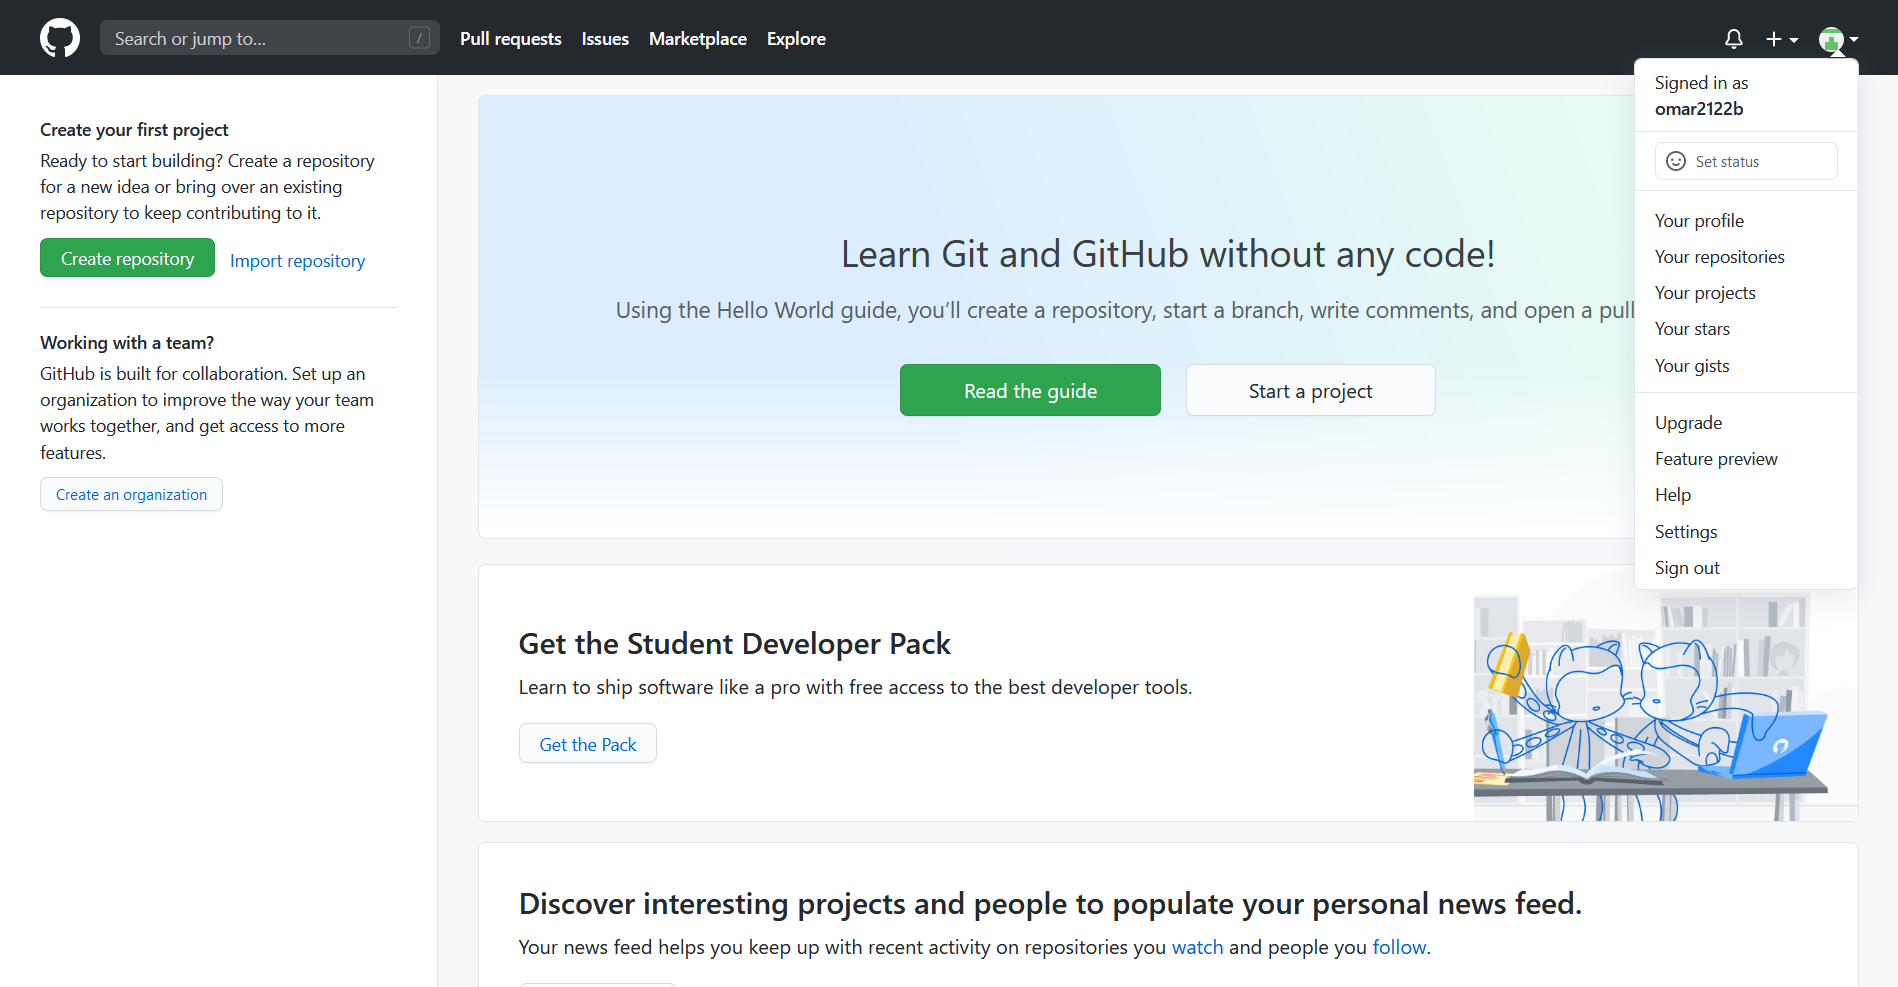 Search or jump to...
/
Pull requests
Issues
Marketplace
Explore
Signed in as
omar2122b
Set status
Your profile
Your repositories
Your projects
Your stars
Your gists
Upgrade
Feature preview
Help
Settings
Sign out
Create your first project
Ready to start building? Create a repository
for a new idea or bring over an existing
repository to keep contributing to it.
Create repository
Import repository
Working with a team?
GitHub is built for collaboration. Set up an
organization to improve the way your team
works together, and get access to more
features.
Create an organization
Learn Git and GitHub without any code!
Using the Hello World guide, you’ll create a repository, start a branch, write comments, and open a pull
Read the guide
Start a project
Get the Student Developer Pack
Learn to ship software like a pro with free access to the best developer tools.
Get the Pack
Discover interesting projects and people to populate your personal news feed.
Your news feed helps you keep up with recent activity on repositories you watch and people you follow.